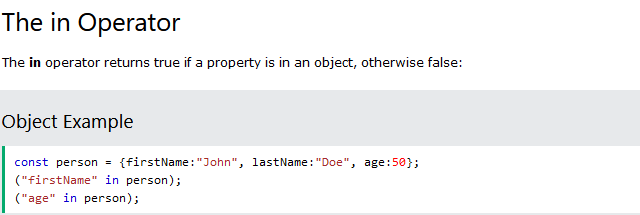 The in Operator
The in operator returns true if a property is in an object, otherwise false:
Object Example
const person = {firstName:"John", lastName:"Doe", age:50};
("firstName" in person);
("age" in person);